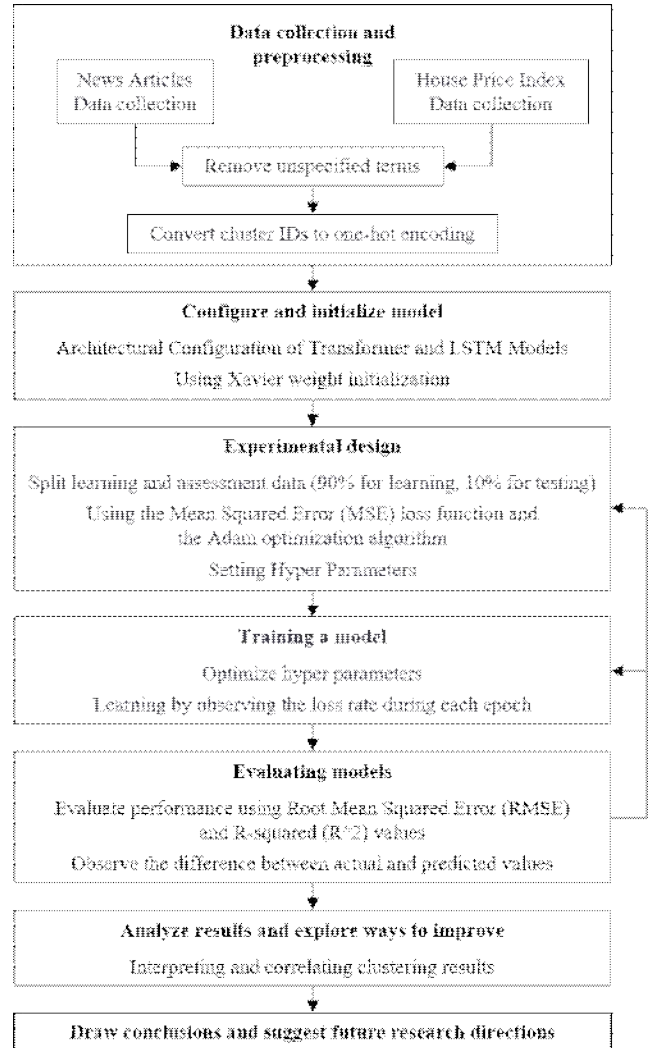 Data collection and
preprocessing
News Articles
Data collection
House Price Index
Data collection
Remove unspecified terms
Convert cluster IDs to one-hot encoding
Configure and initialize model
Architectural Configuration of Transformer and LSTM Models
Using Xavier weight initialization
Experimental design
Split learning and assessment data (90% for learning, 10% for testing)
Using the Mean Squared Error (MSE) loss function and
the Adam optimization algorithm
Setting Hyper Parameters
Training a model
Optimize hyper parameters
Learning by observing the loss rate during each epoch
Evaluating models
Evaluate performance using Root Mean Squared Error (RMSE)
and R-squared (R^2) values
Observe the difference between actual and predicted values
Analyze results and explore ways to improve
Interpreting and correlating clustering results
Draw conclusions and suggest future research directions